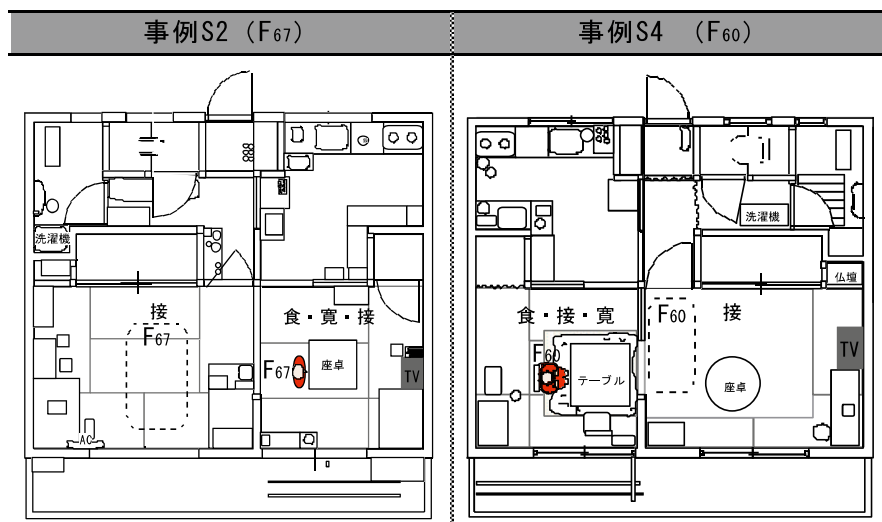 事例S2（F67）
事例S4　（F60）
洗濯機
接
F67
AC
食・寛・接
F67
座卓
TV
洗濯機
仏壇
食・接・寛
F60
テーブル
F60
接
座卓
TV